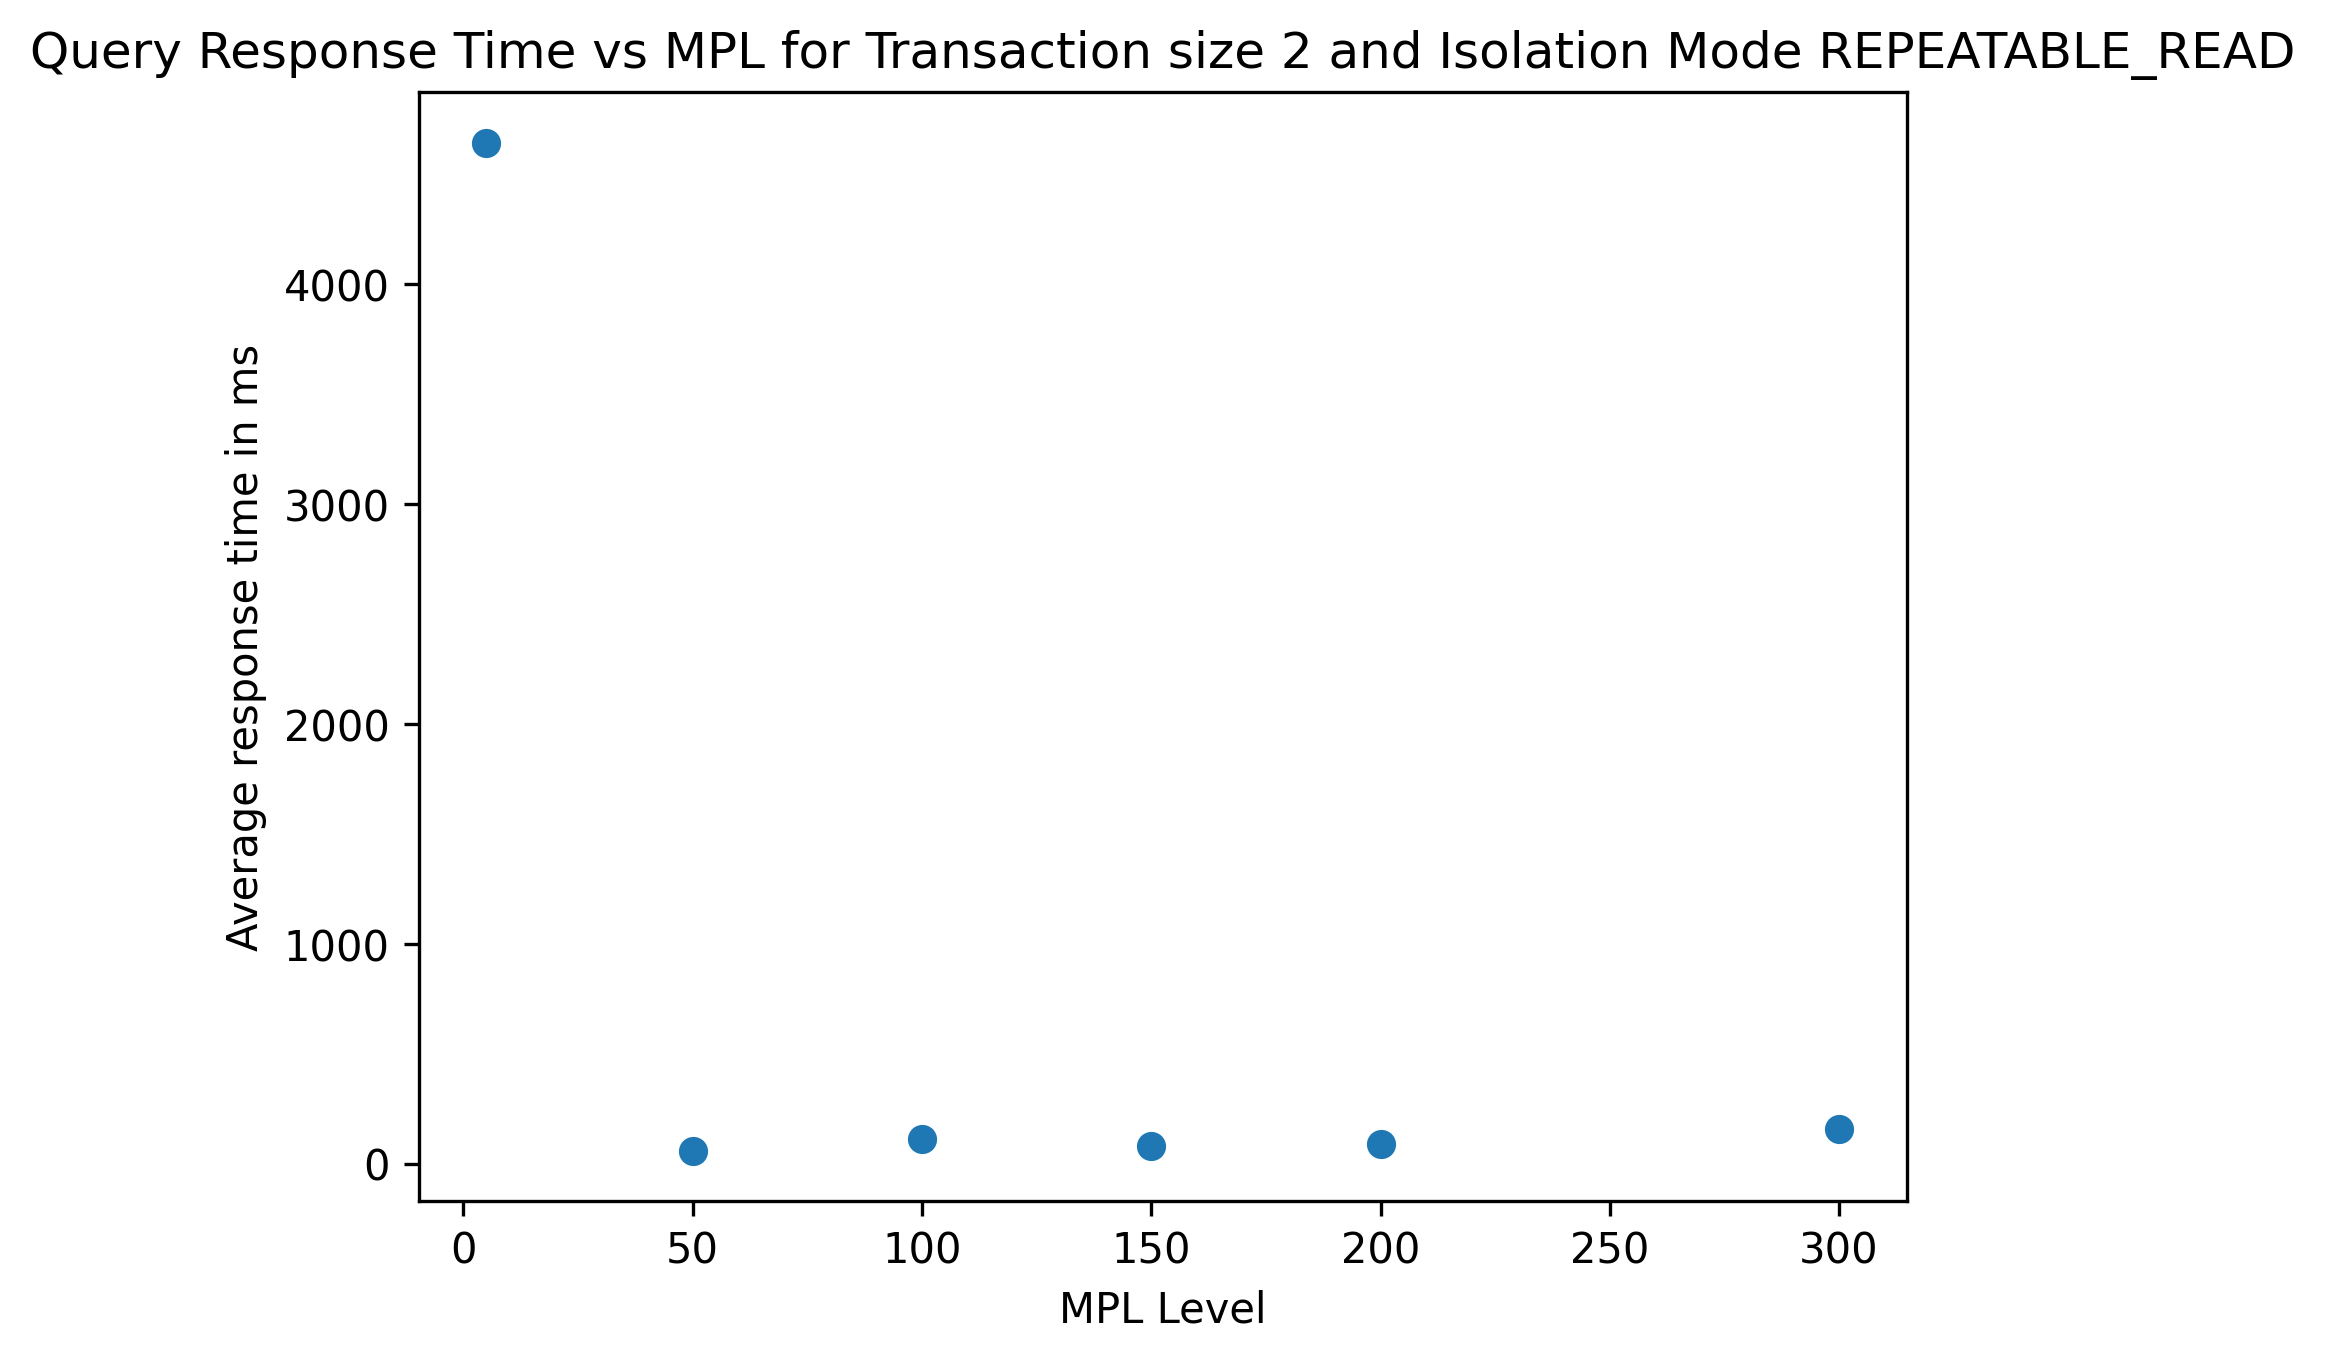 Query Response Time vs MPL for Transaction size 2 and Isolation Mode REPEATABLE_READ
Average response time in ms
4000
3000
2000
1000
0
0 50 100 150 200 250 300
MPL Level